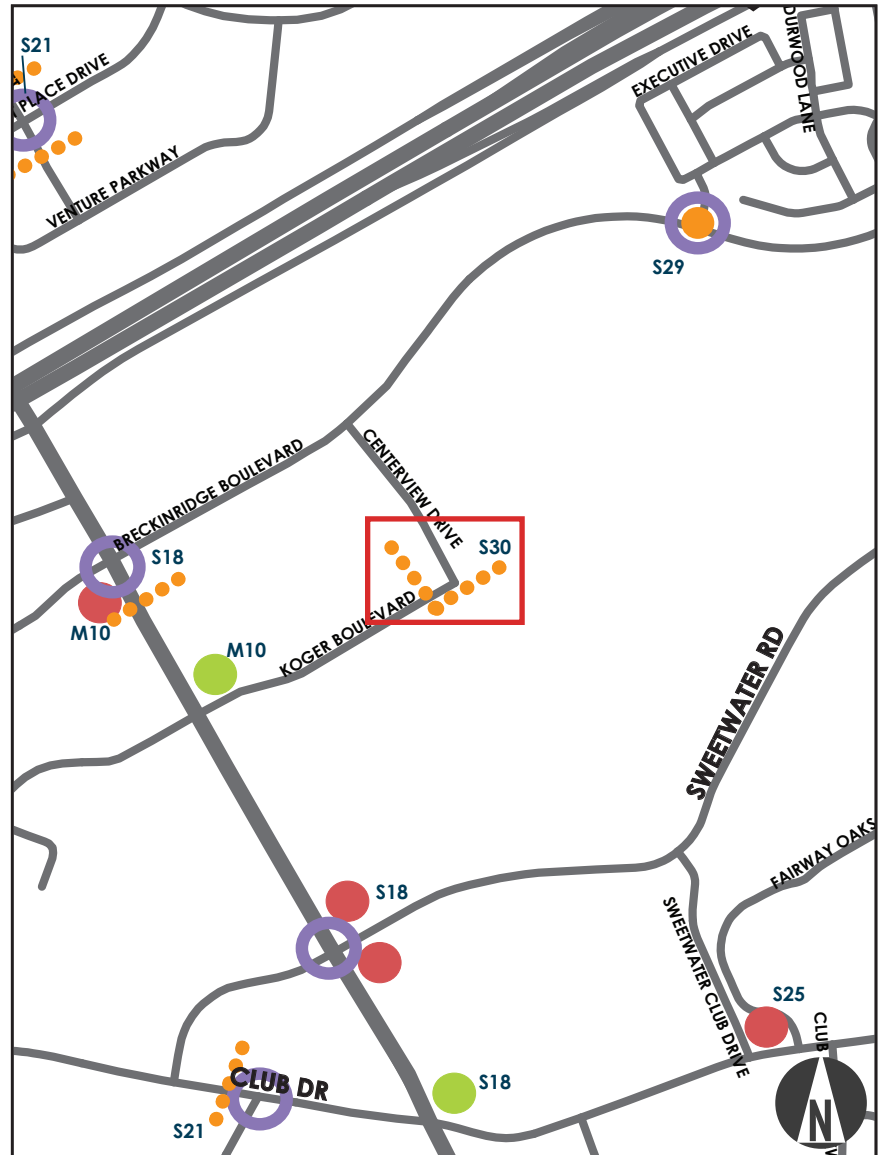 S21
PLACE DRIVE
VENTURE PARKWAY
EXECUTIVE DRIVE
DURWOOD LANE
S29
BRECKINRIDGE BOULEVARD
CENTERVIEW DRIVE
S18
S30
M10
KOGER BOULEVARD
M10
SWEETWATER RD
FAIRWAY OAKS
S18
SWEETWATER CLUB DRIVE
S25
CLUB
CLUB DR
S18
S21
N